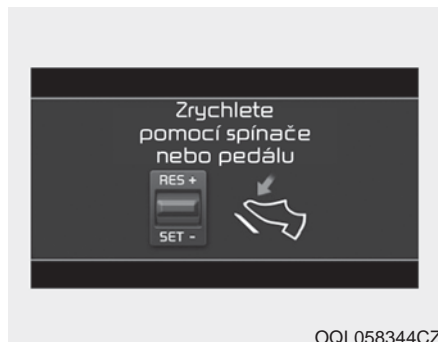 Zrychlete
pomocí spínače
nebo pedálu
RES +
SET -
OQL058344CZ